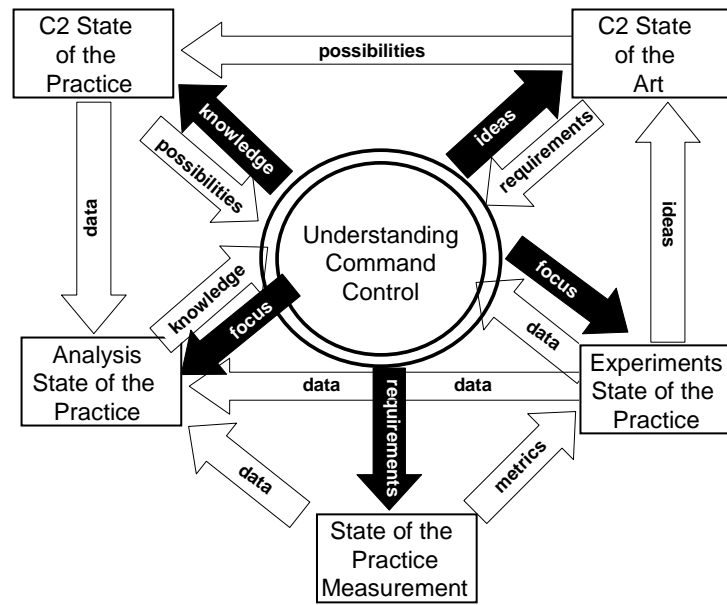 C2 State
of the
Practice
possibilities
C2 State
of the
Art
knowledge
ideas
possibilities
requirements
data
Understanding
Command
Control
ideas
knowledge
focus
focus
data
Analysis
State of the
Practice
data
data
Experiments
State of the
Practice
requirements
data
metrics
State of the
Practice
Measurement